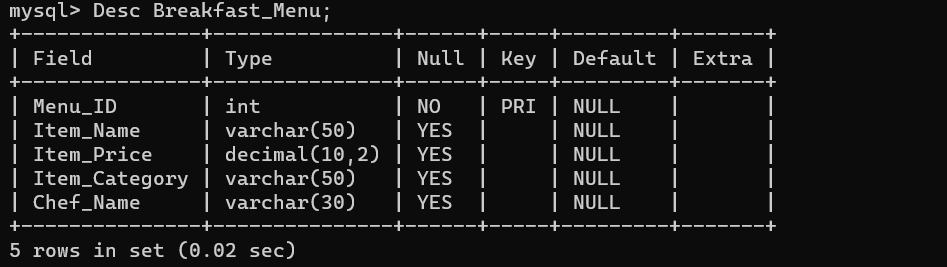 mysql> Desc Breakfast_Menu;
+---------------+---------------+------+-----+---------+-------+
| Field         | Type          | Null | Key | Default | Extra |
+---------------+---------------+------+-----+---------+-------+
| Menu_ID       | int           | NO   | PRI | NULL    |       |
| Item_Name     | varchar(50)   | YES  |     | NULL    |       |
| Item_Price    | decimal(10,2) | YES  |     | NULL    |       |
| Item_Category | varchar(50)   | YES  |     | NULL    |       |
| Chef_Name     | varchar(30)   | YES  |     | NULL    |       |
+---------------+---------------+------+-----+---------+-------+
5 rows in set (0.02 sec)